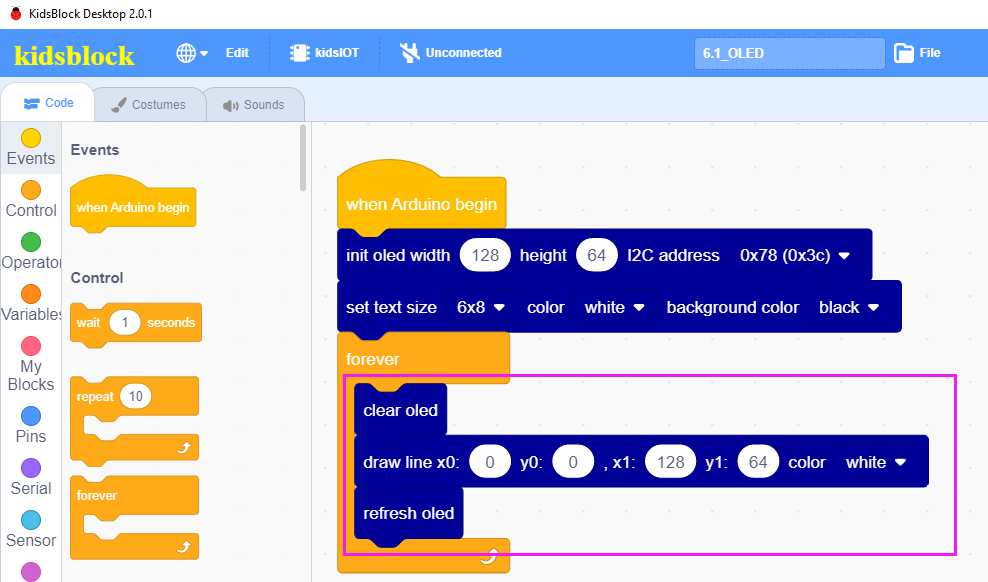 KidsBlock Desktop 2.0.1
kidsblock Edit kidsIOT Unconnected 6.1_OLED File
Code Costumes Sounds
Events
Control
Operator
Variables
My
Blocks
Pins
Serial
Sensor
Events
when Arduino begin
Control
wait 1 seconds
repeat 10
forever
when Arduino begin
init oled width 128 height 64 I2C address 0x78 (0x3c)
set text size 6x8 color white background color black
forever
clear oled
draw line x0: 0 y0: 0 , x1: 128 y1: 64 color white
refresh oled